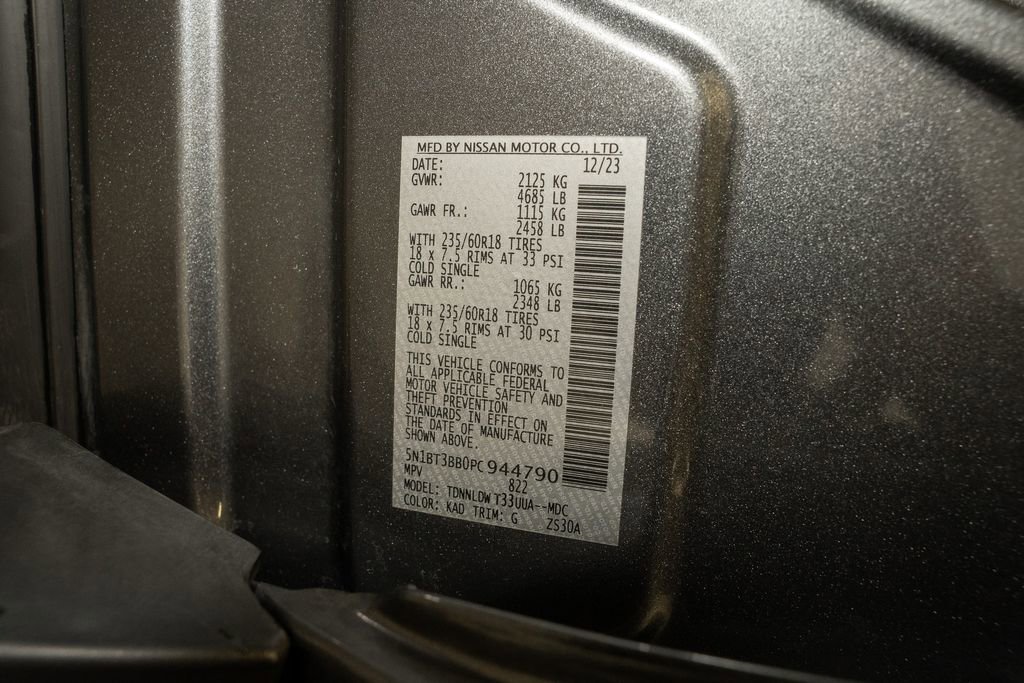 MFD BY NISSAN MOTOR CO., LTD.
DATE: 12/23
GVWR: 2125 KG
4685 LB
GAWR FR.: 1115 KG
2458 LB
WITH 235/60R18 TIRES
18 x 7.5 RIMS AT 33 PSI
COLD SINGLE
GAWR RR.: 1065 KG
2348 LB
WITH 235/60R18 TIRES
18 x 7.5 RIMS AT 30 PSI
COLD SINGLE
THIS VEHICLE CONFORMS TO
ALL APPLICABLE FEDERAL
MOTOR VEHICLE SAFETY AND
THEFT PREVENTION
STANDARDS IN EFFECT ON
THE DATE OF MANUFACTURE
SHOWN ABOVE.
5N1BT3BB0PC944790
MPV 822
MODEL: TDNNLDWT33UUA--MDC
COLOR: KAD TRIM: G ZS30A